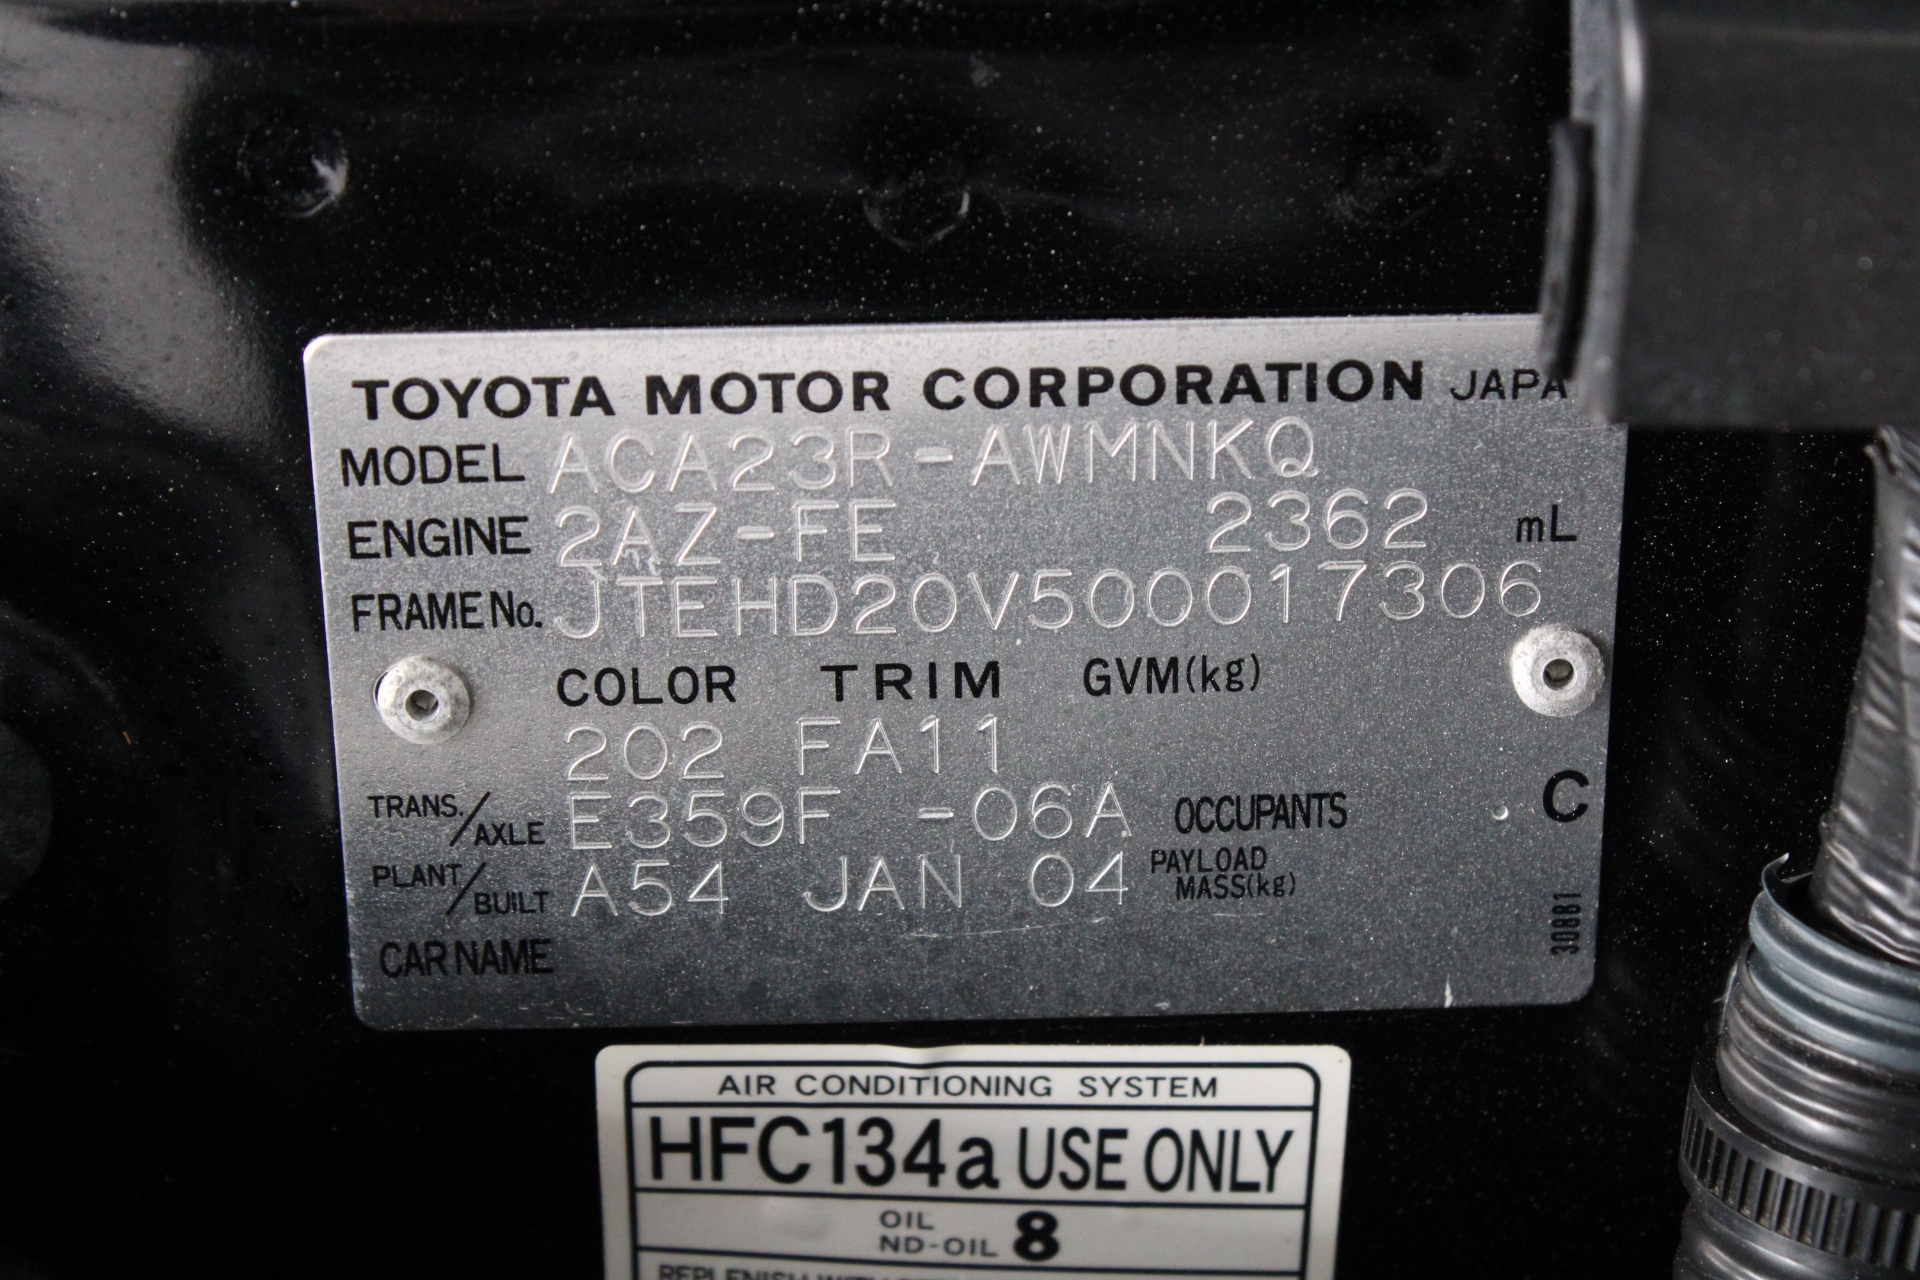 TOYOTA MOTOR CORPORATION JAPA
MODEL ACA23R-AWMNKQ
ENGINE 2AZ-FE 2362 mL
FRAME No. JTEHD20V500017306
COLOR TRIM GVM(kg)
202 FA11
TRANS./AXLE E359F -06A OCCUPANTS C
PLANT/BUILT A54 JAN 04 PAYLOAD MASS(kg)
30881
CAR NAME
AIR CONDITIONING SYSTEM
HFC134a USE ONLY
OIL
ND-OIL 8